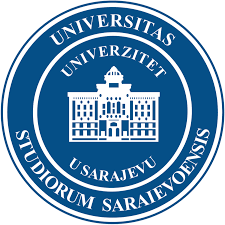 UNIVERSITAS
STUDIORUM SARAIEVOENSIS
UNIVERZITET
U SARAJEVU